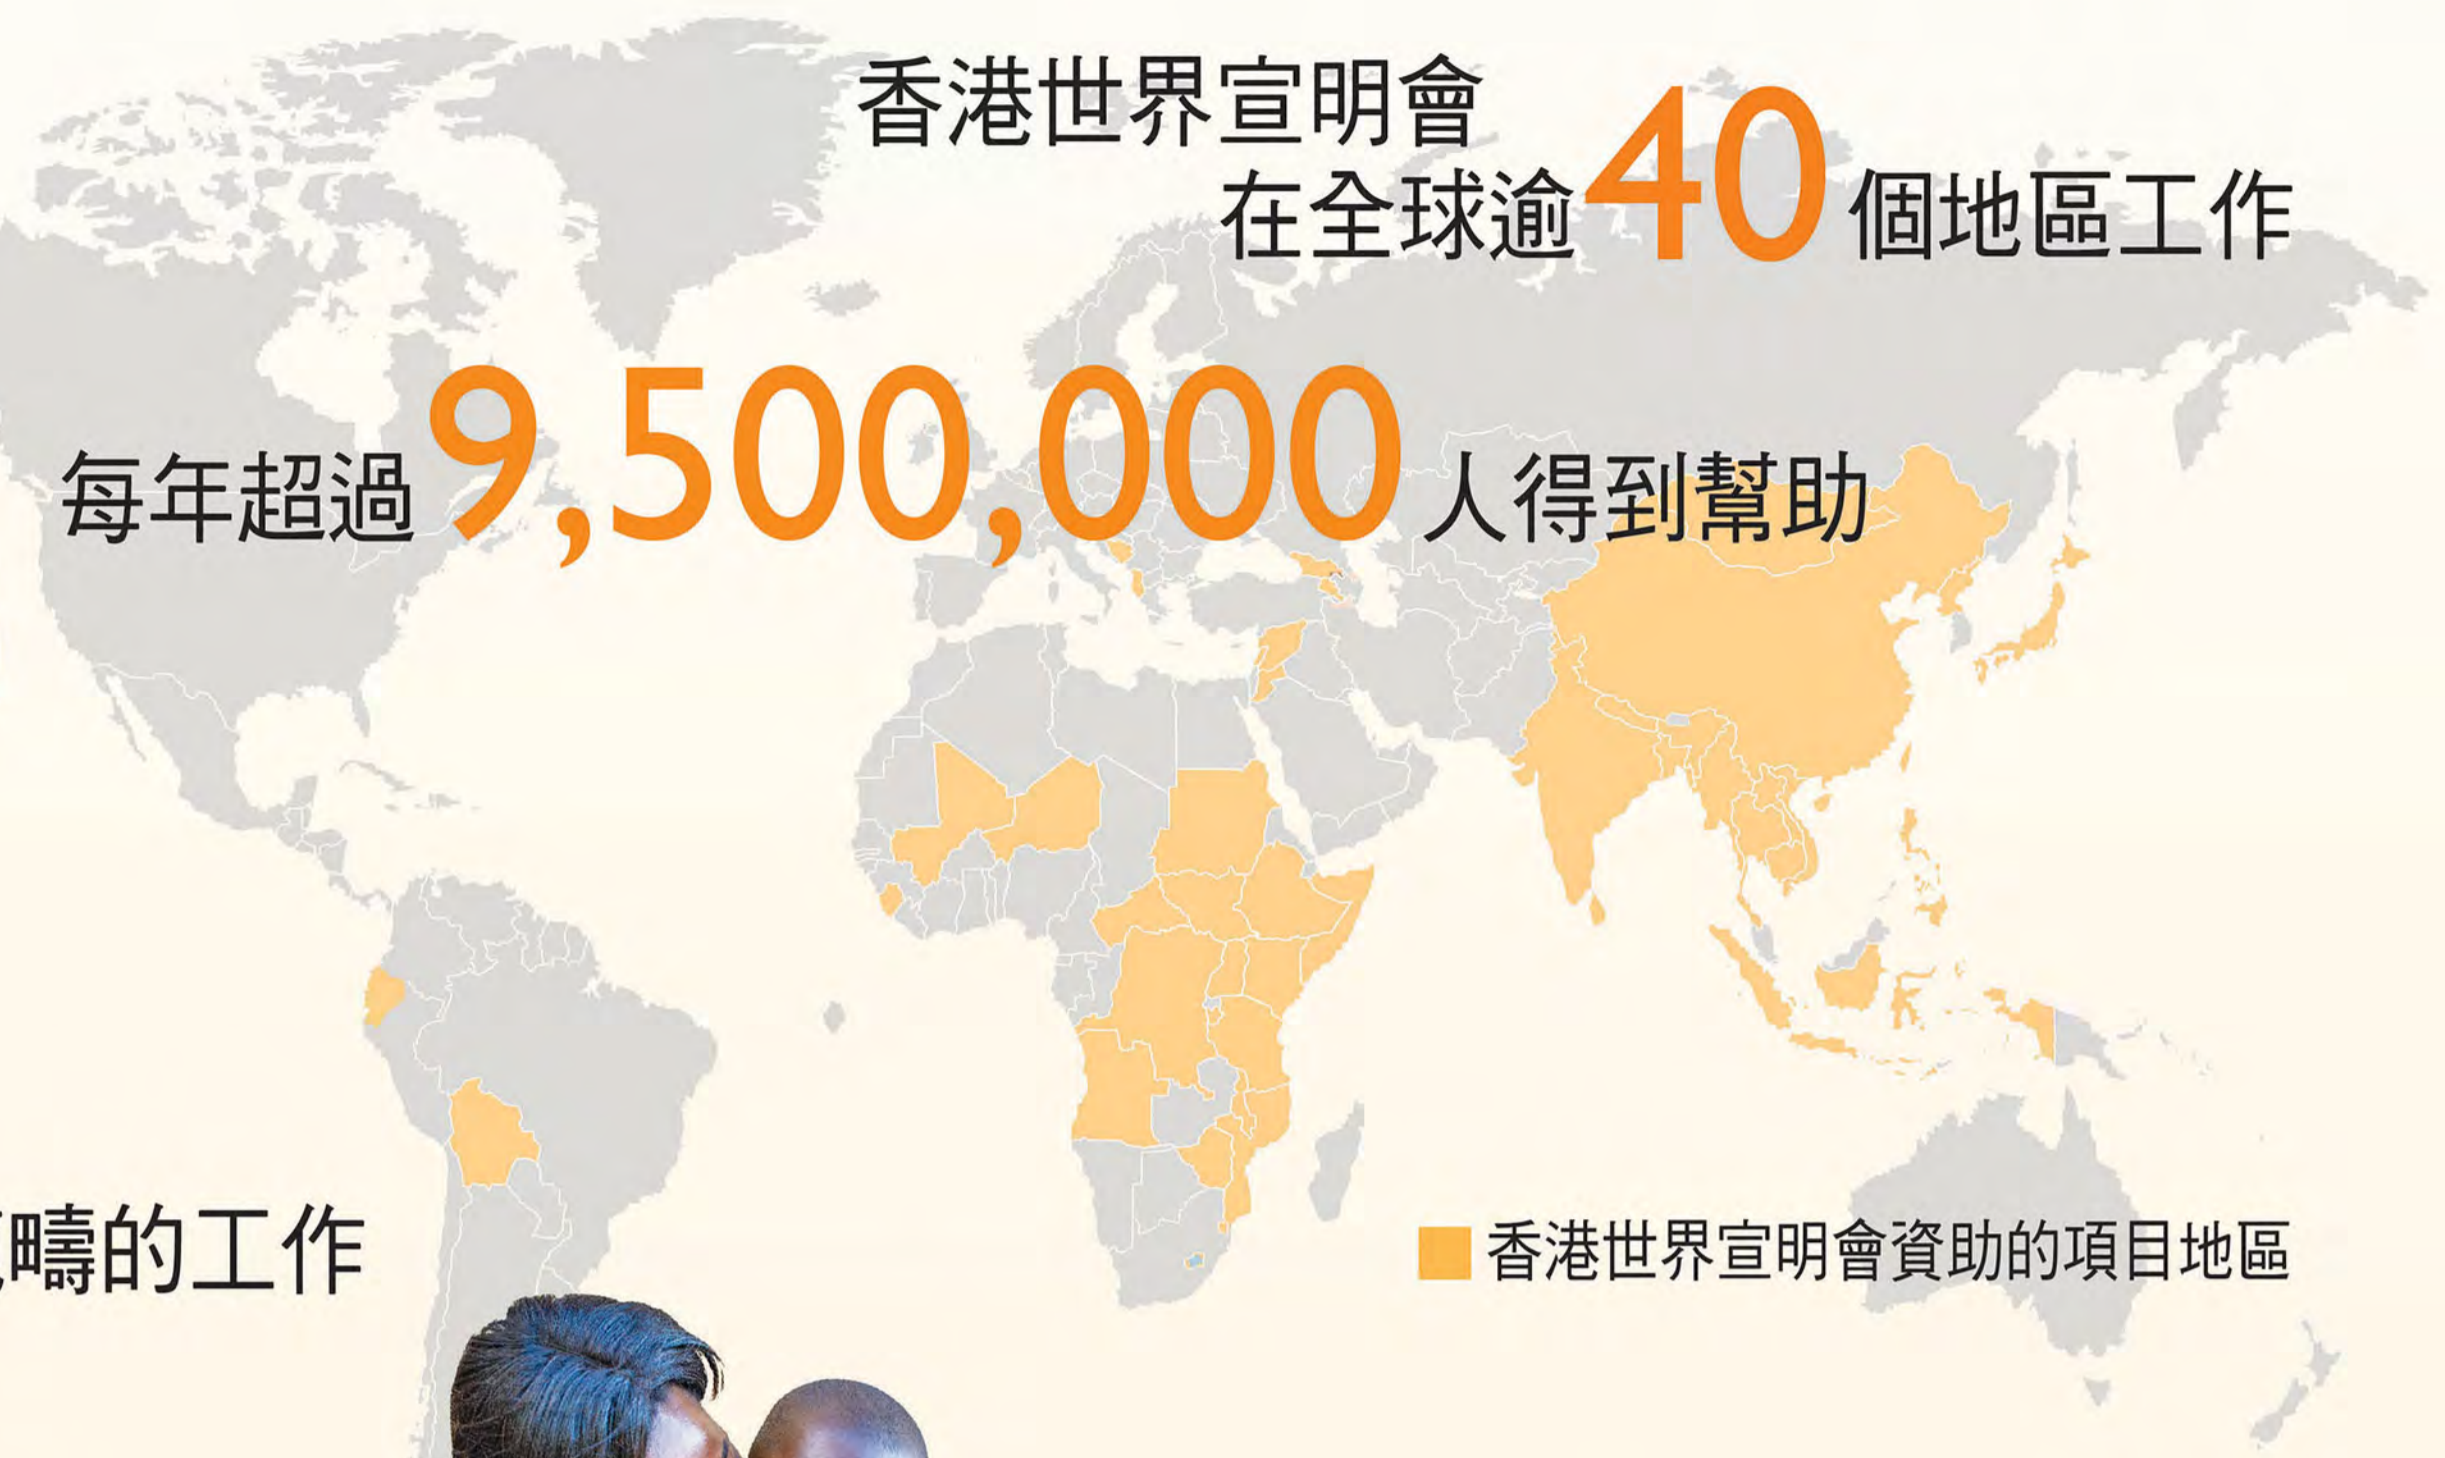 香港世界宣明會
在全球逾40個地區工作
每年超過9,500,000人得到幫助
疇的工作
香港世界宣明會資助的項目地區